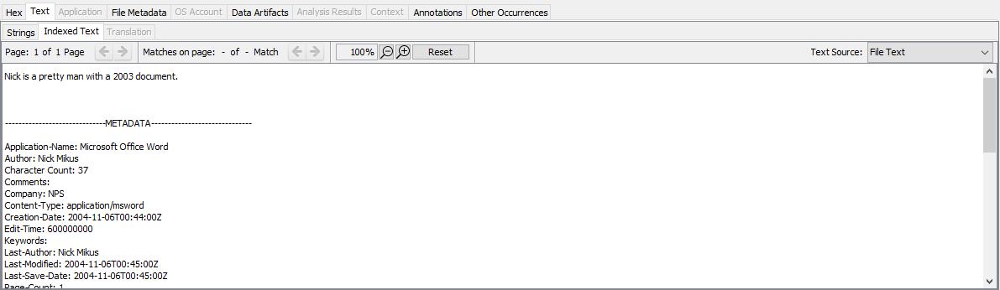 Hex Text Application File Metadata OS Account Data Artifacts Analysis Results Context Annotations Other Occurrences
Strings Indexed Text Translation
Page: 1 of 1 Page Matches on page: - of - Match 100% Reset Text Source: File Text
Nick is a pretty man with a 2003 document.
------------------------------METADATA------------------------------
Application-Name: Microsoft Office Word
Author: Nick Mikus
Character Count: 37
Comments:
Company: NPS
Content-Type: application/msword
Creation-Date: 2004-11-06T00:44:00Z
Edit-Time: 600000000
Keywords:
Last-Author: Nick Mikus
Last-Modified: 2004-11-06T00:45:00Z
Last-Save-Date: 2004-11-06T00:45:00Z
Page-Count: 1